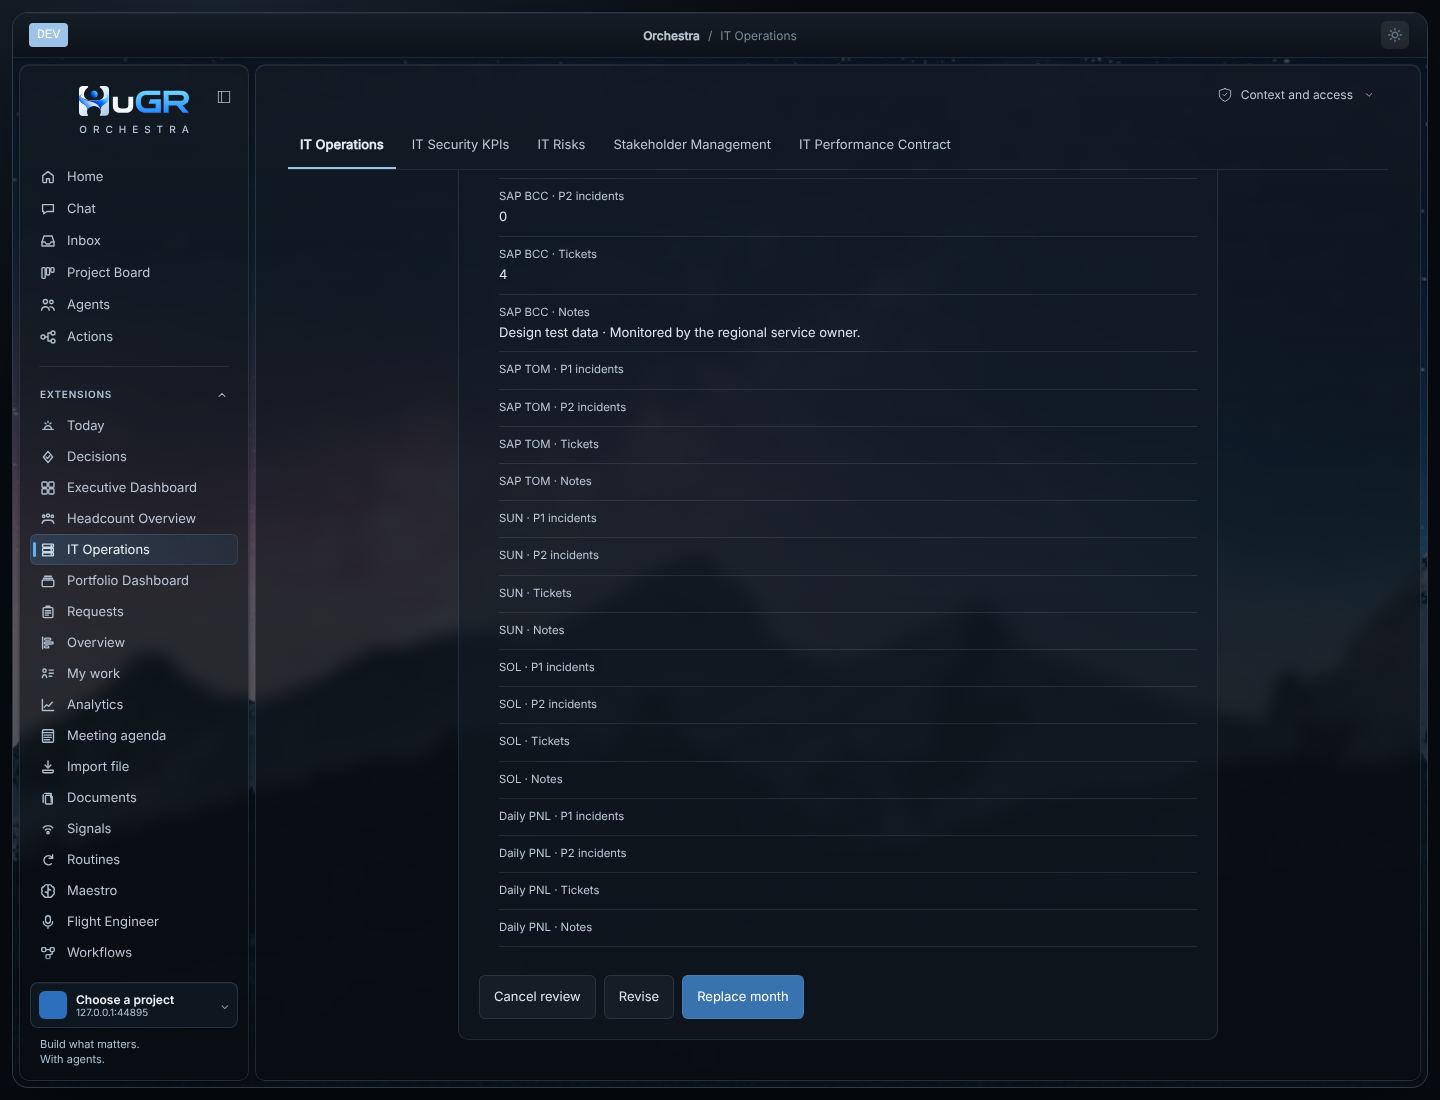 DEV
Orchestra / IT Operations
HuGR
ORCHESTRA
Context and access
IT Operations
IT Security KPIs
IT Risks
Stakeholder Management
IT Performance Contract
Home
Chat
Inbox
Project Board
Agents
Actions
EXTENSIONS
Today
Decisions
Executive Dashboard
Headcount Overview
IT Operations
Portfolio Dashboard
Requests
Overview
My work
Analytics
Meeting agenda
Import file
Documents
Signals
Routines
Maestro
Flight Engineer
Workflows
Choose a project
127.0.0.1:44895
Build what matters.
With agents.
SAP BCC · P2 incidents
0
SAP BCC · Tickets
4
SAP BCC · Notes
Design test data · Monitored by the regional service owner.
SAP TOM · P1 incidents
SAP TOM · P2 incidents
SAP TOM · Tickets
SAP TOM · Notes
SUN · P1 incidents
SUN · P2 incidents
SUN · Tickets
SUN · Notes
SOL · P1 incidents
SOL · P2 incidents
SOL · Tickets
SOL · Notes
Daily PNL · P1 incidents
Daily PNL · P2 incidents
Daily PNL · Tickets
Daily PNL · Notes
Cancel review
Revise
Replace month